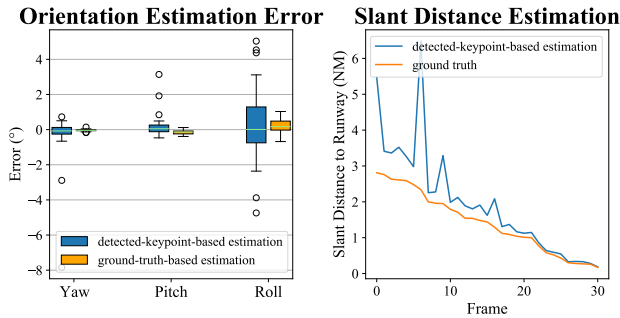 Orientation Estimation Error
Error (°)
4
2
0
−2
−4
−6
−8
detected-keypoint-based estimation
ground-truth-based estimation
Yaw
Pitch
Roll
Slant Distance Estimation
Slant Distance to Runway (NM)
6
5
4
3
2
1
0
detected-keypoint-based estimation
ground truth
0
10
20
30
Frame